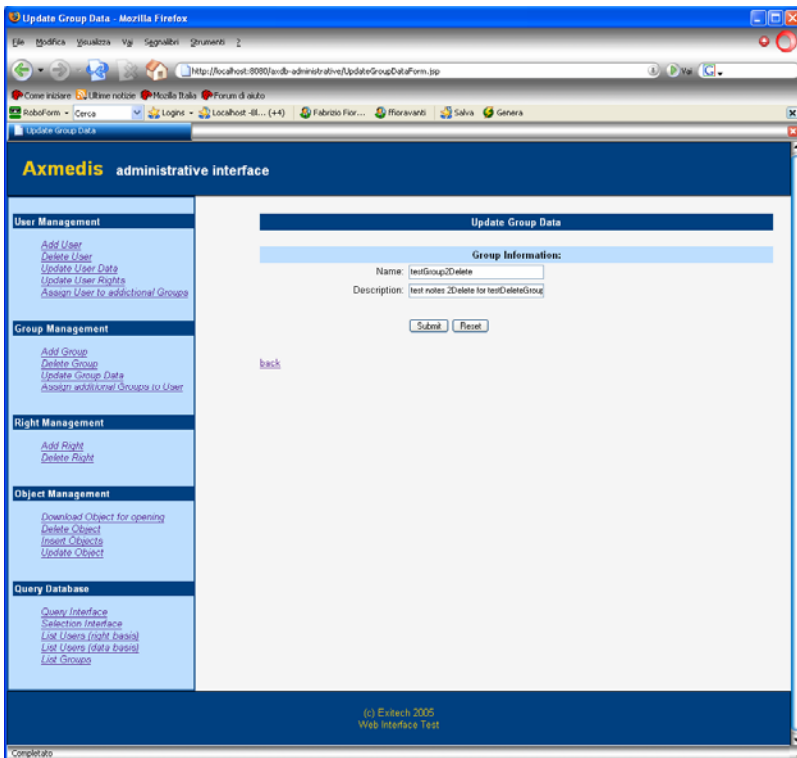 Update Group Data - Mozilla Firefox
File Modifica Visualizza Vai Segnalibri Strumenti ?
http://localhost:8080/axdb-administrative/UpdateGroupDataForm.jsp Vai
Come iniziare Ultime notizie Mozilla Italia Forum di aiuto
RoboForm Cerca Logins Localhost -8l... (+4) Fabrizio Fior... ffioravanti Salva Genera
Update Group Data
Axmedis administrative interface
User Management
Add User
Delete User
Update User Data
Update User Rights
Assign User to addictional Groups
Group Management
Add Group
Delete Group
Update Group Data
Assign additional Groups to User
Right Management
Add Right
Delete Right
Object Management
Download Object for opening
Delete Object
Insert Objects
Update Object
Query Database
Query Interface
Selection Interface
List Users (right basis)
List Users (data basis)
List Groups
Update Group Data
Group Information:
Name: testGroup2Delete
Description: test notes 2Delete for testDeleteGroup
Submit Reset
back
(c) Exitech 2005
Web Interface Test
Completato